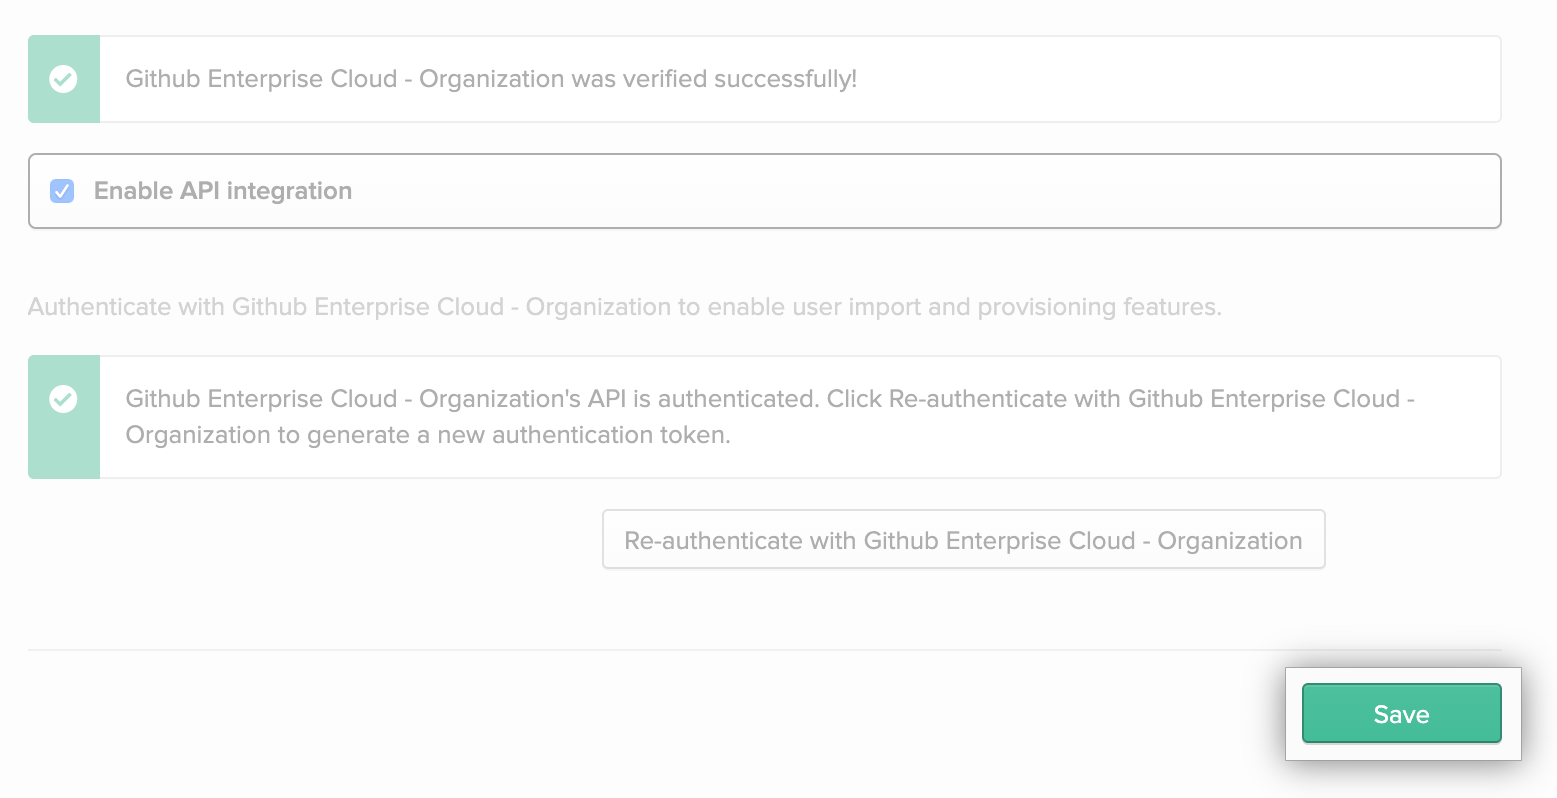 Github Enterprise Cloud - Organization was verified successfully!
Enable API integration
Authenticate with Github Enterprise Cloud - Organization to enable user import and provisioning features.
Github Enterprise Cloud - Organization's API is authenticated. Click Re-authenticate with Github Enterprise Cloud -
Organization to generate a new authentication token.
Re-authenticate with Github Enterprise Cloud - Organization
Save